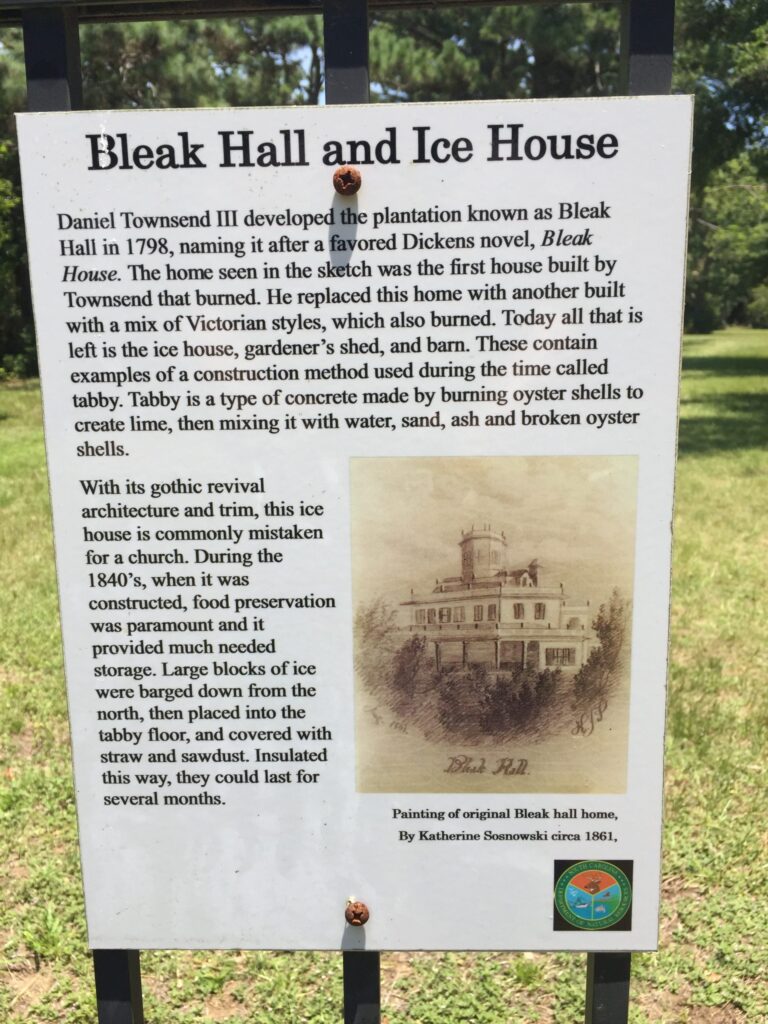 Bleak Hall and Ice House
Daniel Townsend III developed the plantation known as Bleak
Hall in 1798, naming it after a favored Dickens novel, Bleak
House. The home seen in the sketch was the first house built by
Townsend that burned. He replaced this home with another built
with a mix of Victorian styles, which also burned. Today all that is
left is the ice house, gardener's shed, and barn. These contain
examples of a construction method used during the time called
tabby. Tabby is a type of concrete made by burning oyster shells to
create lime, then mixing it with water, sand, ash and broken oyster
shells.
With its gothic revival
architecture and trim, this ice
house is commonly mistaken
for a church. During the
1840's, when it was
constructed, food preservation
was paramount and it
provided much needed
storage. Large blocks of ice
were barged down from the
north, then placed into the
tabby floor, and covered with
straw and sawdust. Insulated
this way, they could last for
several months.
Bleak Hall.
Painting of original Bleak hall home,
By Katherine Sosnowski circa 1861,
SOUTH CAROLINA
DEPARTMENT OF NATURAL RESOURCES